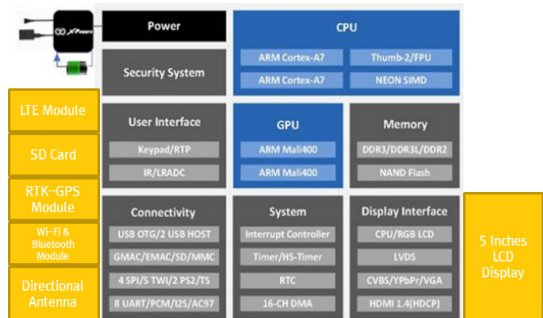 XPower
Power
Security System
CPU
ARM Cortex-A7
Thumb-2/FPU
ARM Cortex-A7
NEON SIMD
LTE Module
SD Card
RTK-GPS
Module
Wi-Fi &
Bluetooth
Module
Directional
Antenna
User Interface
Keypad/RTP
IR/LRADC
GPU
ARM Mali400
ARM Mali400
Memory
DDR3/DDR3L/DDR2
NAND Flash
Connectivity
USB OTG/2 USB HOST
GMAC/EMAC/SD/MMC
4 SPI/5 TWI/2 PS2/TS
8 UART/PCM/I2S/AC97
System
Interrupt Controller
Timer/HS-Timer
RTC
16-CH DMA
Display Interface
CPU/RGB LCD
LVDS
CVBS/YPbPr/VGA
HDMI 1.4(HDCP)
5 Inches
LCD
Display